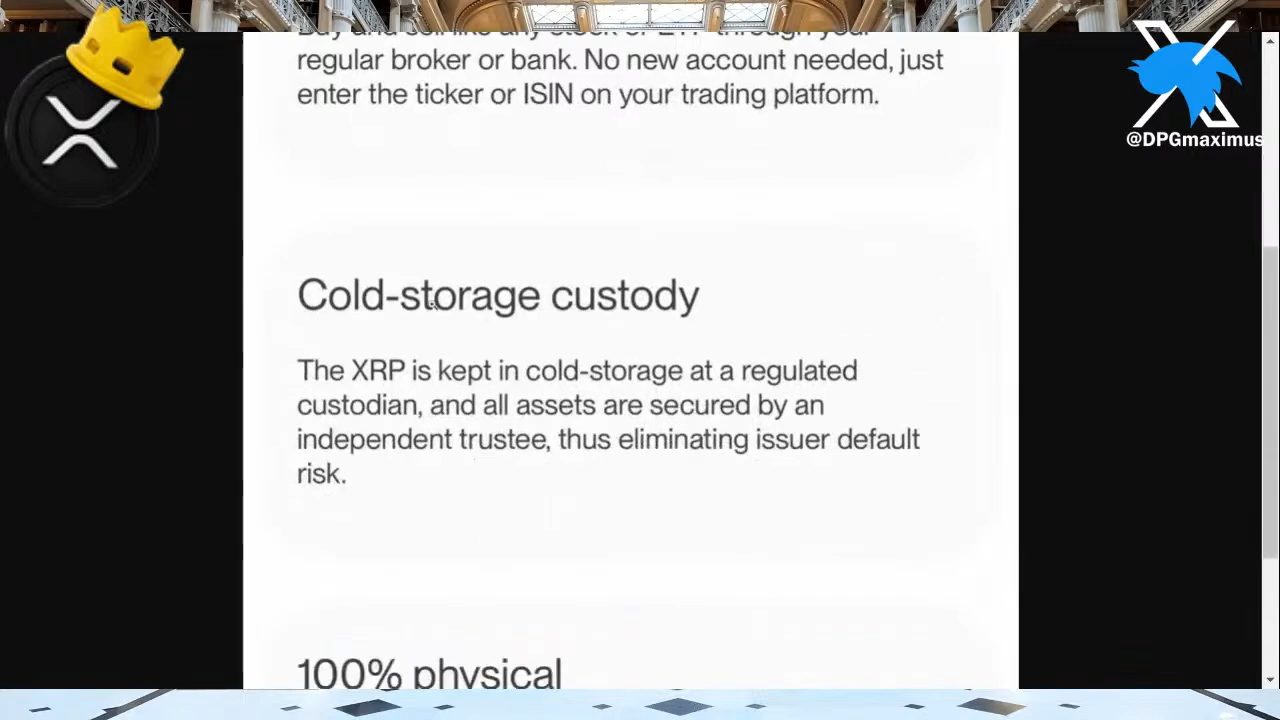 regular broker or bank. No new account needed, just
enter the ticker or ISIN on your trading platform.
@DPGmaximus
Cold-storage custody
The XRP is kept in cold-storage at a regulated
custodian, and all assets are secured by an
independent trustee, thus eliminating issuer default
risk.
100% physical